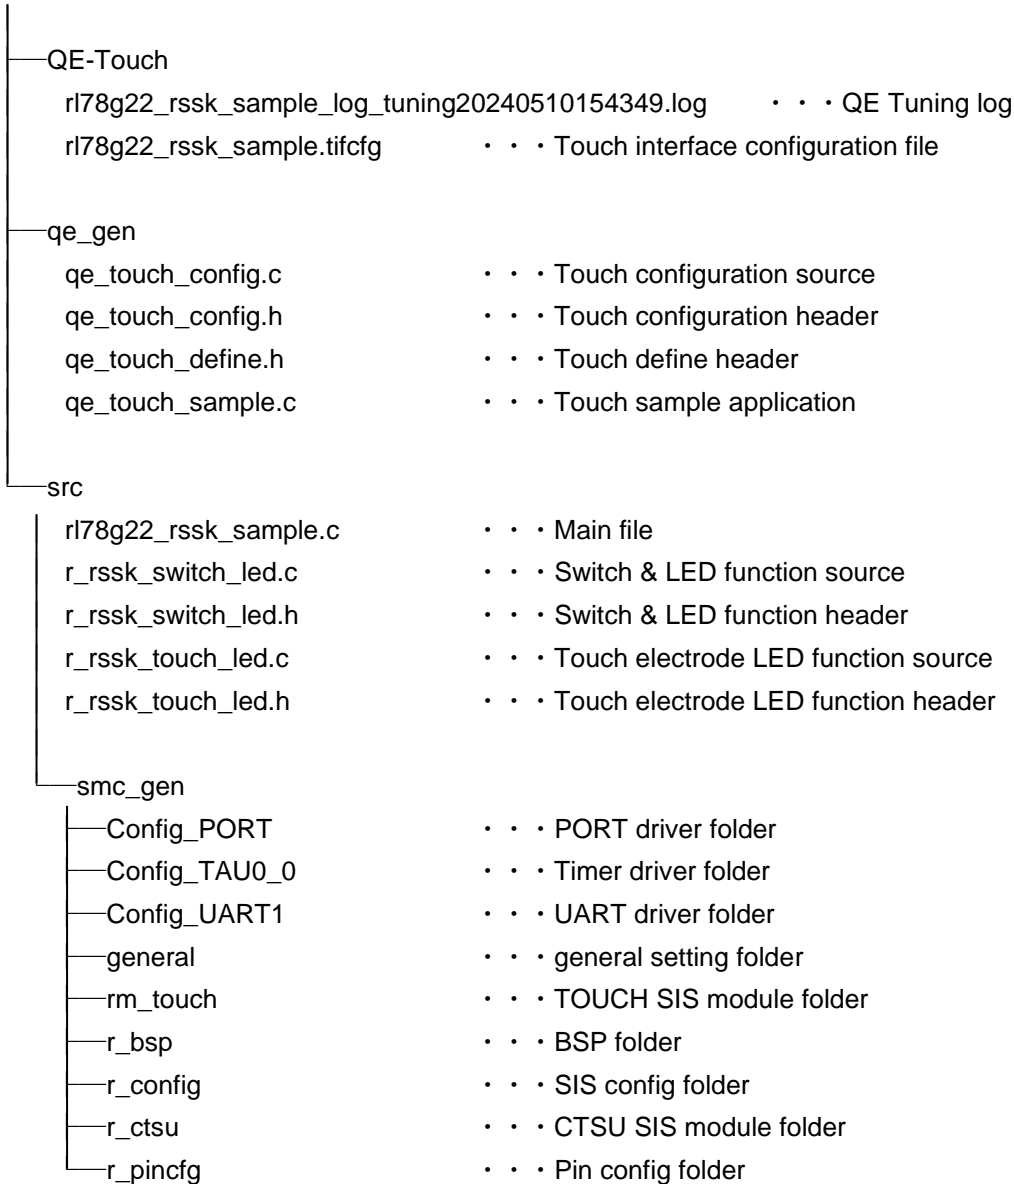 QE-Touch
rl78g22_rssk_sample_log_tuning20240510154349.log ・・・QE Tuning log
rl78g22_rssk_sample.tifcfg ・・・Touch interface configuration file
qe_gen
qe_touch_config.c ・・・Touch configuration source
qe_touch_config.h ・・・Touch configuration header
qe_touch_define.h ・・・Touch define header
qe_touch_sample.c ・・・Touch sample application
src
rl78g22_rssk_sample.c ・・・Main file
r_rssk_switch_led.c ・・・Switch & LED function source
r_rssk_switch_led.h ・・・Switch & LED function header
r_rssk_touch_led.c ・・・Touch electrode LED function source
r_rssk_touch_led.h ・・・Touch electrode LED function header
smc_gen
Config_PORT ・・・PORT driver folder
Config_TAU0_0 ・・・Timer driver folder
Config_UART1 ・・・UART driver folder
general ・・・general setting folder
rm_touch ・・・TOUCH SIS module folder
r_bsp ・・・BSP folder
r_config ・・・SIS config folder
r_ctsu ・・・CTSU SIS module folder
r_pincfg ・・・Pin config folder